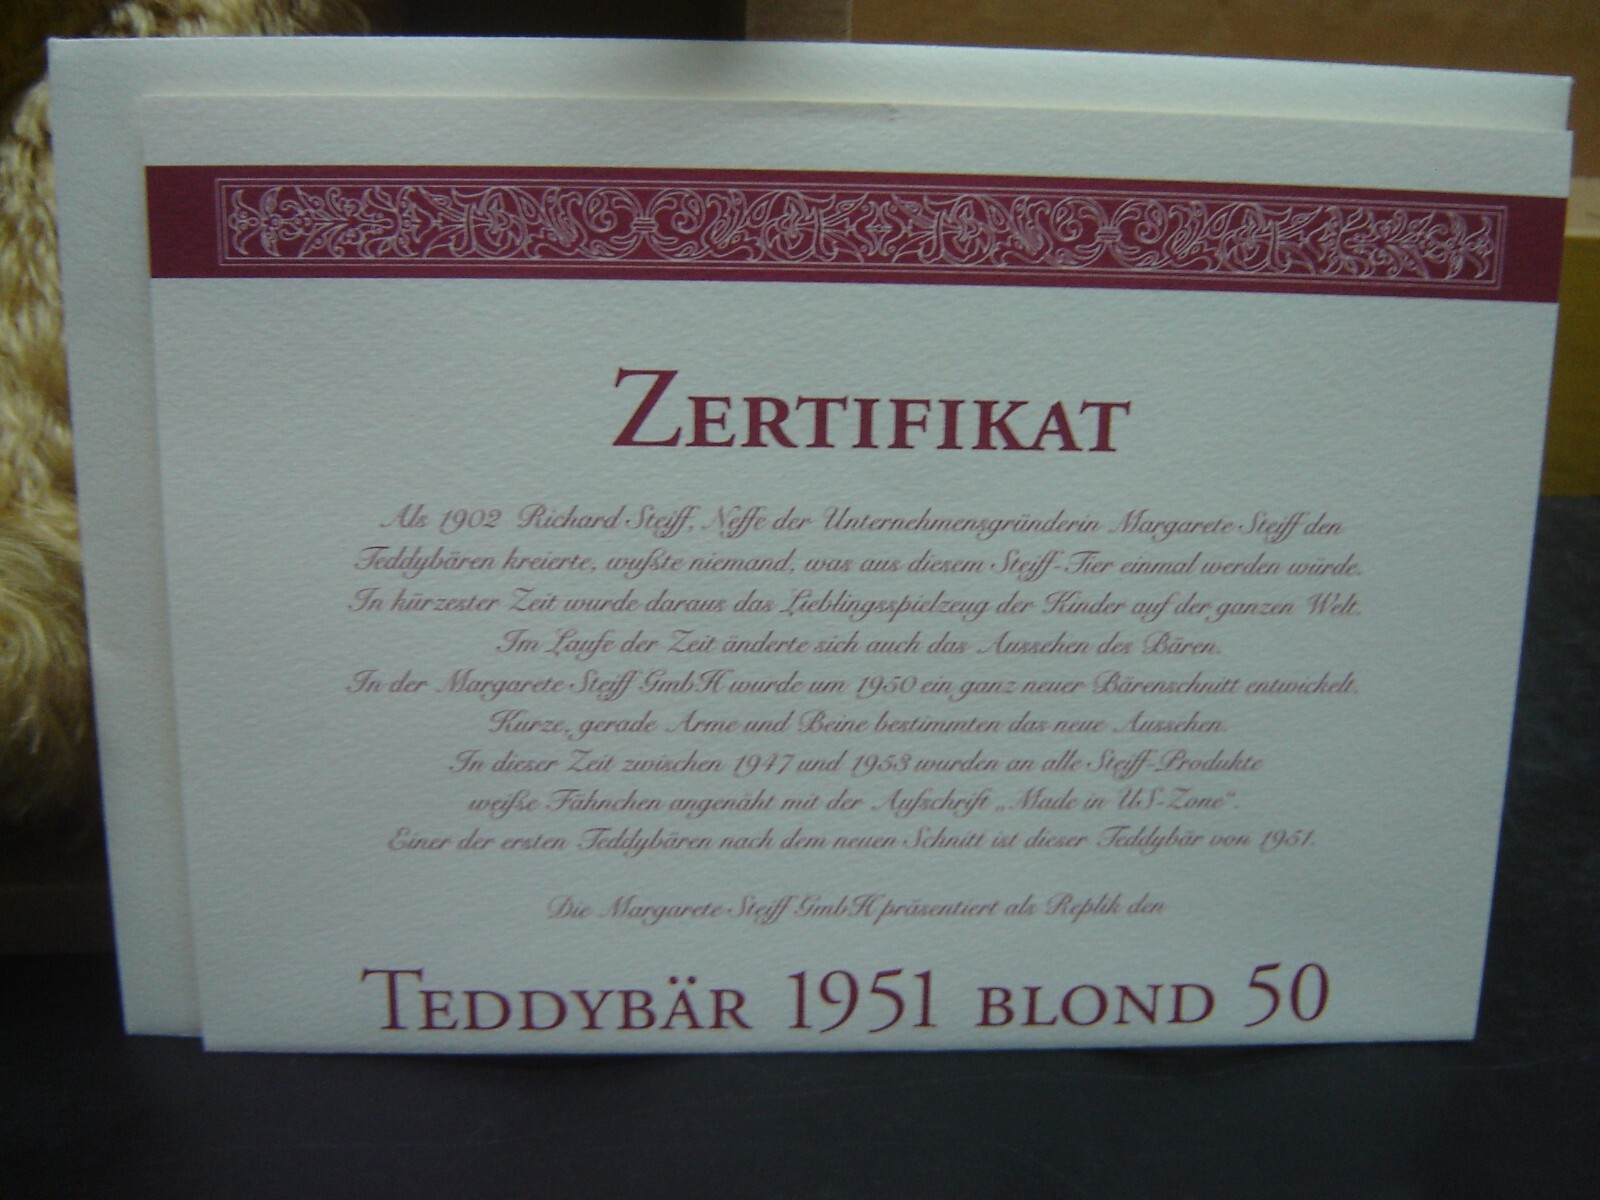 ZERTIFIKAT
Als 1902 Richard Steiff, Neffe der Unternehmensgründerin Margarete Steiff den
Teddybären kreierte, wußte niemand, was aus diesem Steiff-Tier einmal werden würde.
In kürzester Zeit wurde daraus das Lieblingsspielzeug der Kinder auf der ganzen Welt.
Im Laufe der Zeit änderte sich auch das Aussehen des Bären.
In der Margarete Steiff GmbH wurde um 1950 ein ganz neuer Bärenschnitt entwickelt.
Kurze, gerade Arme und Beine bestimmten das neue Aussehen.
In dieser Zeit zwischen 1947 und 1953 wurden an alle Steiff-Produkte
weiße Fähnchen angenäht mit der Aufschrift „Made in US-Zone“.
Einer der ersten Teddybären nach dem neuen Schnitt ist dieser Teddybär von 1951.
Die Margarete Steiff GmbH präsentiert als Replik den
TEDDYBÄR 1951 BLOND 50